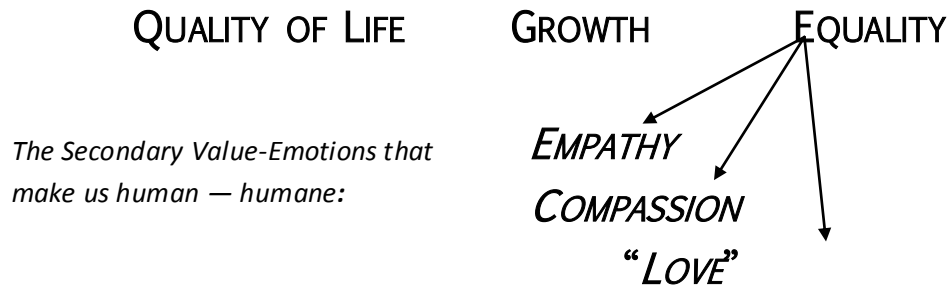 QUALITY OF LIFE GROWTH EQUALITY
EMPATHY
The Secondary Value-Emotions that
make us human — humane:
COMPASSION
“LOVE”